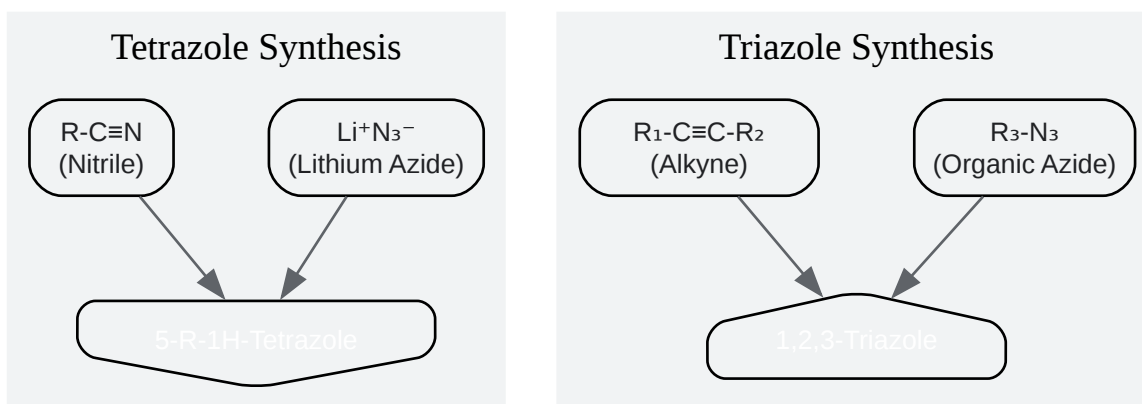 Tetrazole Synthesis
R-C≡N
(Nitrile)
Li⁺N₃⁻
(Lithium Azide)
5-R-1H-Tetrazole
Triazole Synthesis
R₁-C≡C-R₂
(Alkyne)
R₃-N₃
(Organic Azide)
1,2,3-Triazole